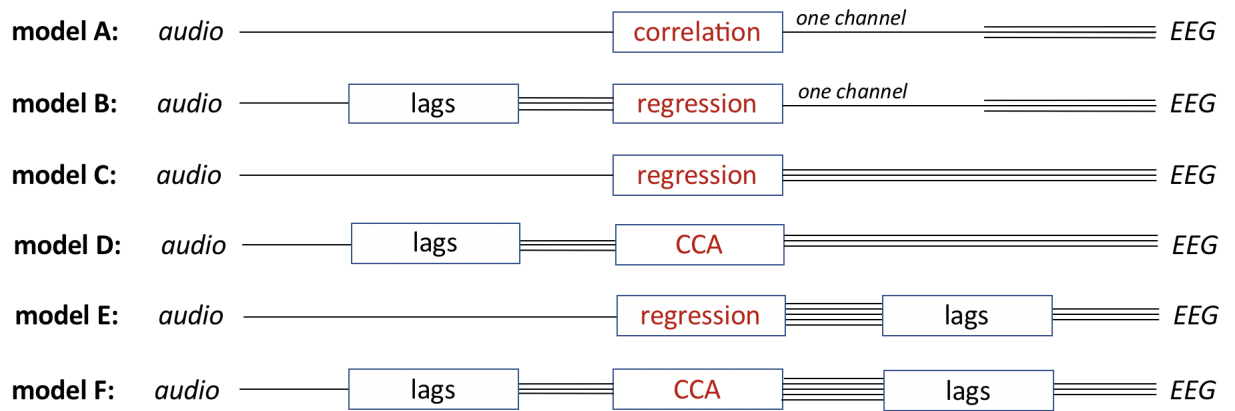 model A: audio correlation one channel EEG
model B: audio lags regression one channel EEG
model C: audio regression EEG
model D: audio lags CCA EEG
model E: audio regression lags EEG
model F: audio lags CCA lags EEG